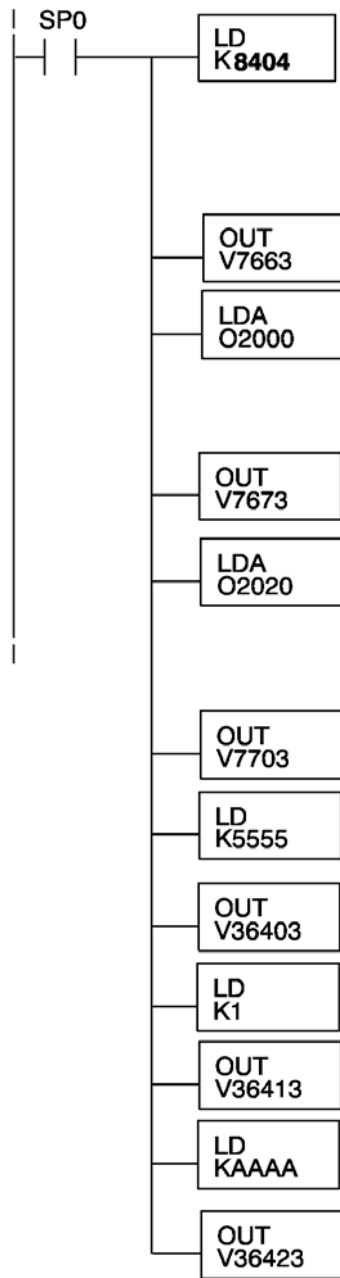 SP0
LD
K8404
OUT
V7663
LDA
O2000
OUT
V7673
LDA
O2020
OUT
V7703
LD
K5555
OUT
V36403
LD
K1
OUT
V36413
LD
KAAAA
OUT
V36423